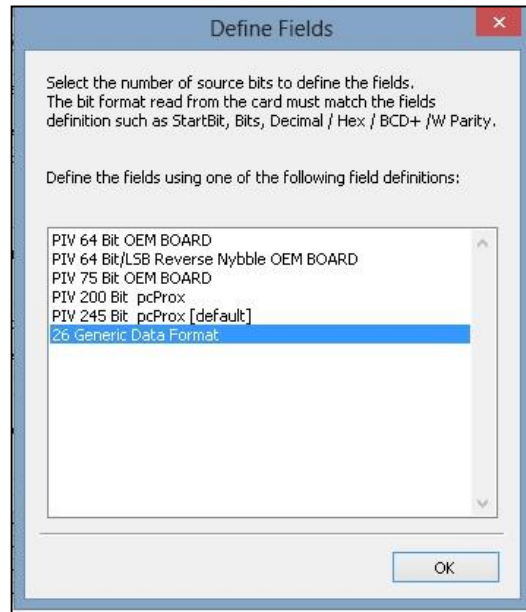 Define Fields
Select the number of source bits to define the fields.
The bit format read from the card must match the fields
definition such as StartBit, Bits, Decimal / Hex / BCD+ /W Parity.
Define the fields using one of the following field definitions:
PIV 64 Bit OEM BOARD
PIV 64 Bit/LSB Reverse Nybble OEM BOARD
PIV 75 Bit OEM BOARD
PIV 200 Bit  pcProx
PIV 245 Bit  pcProx [default]
26 Generic Data Format
OK